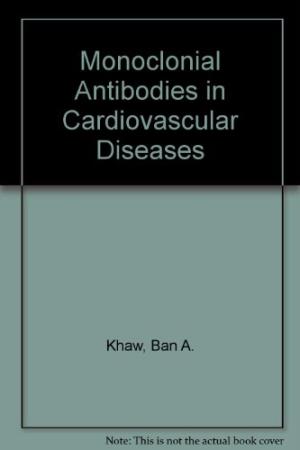 Monoclonial
Antibodies in
Cardiovascular
Diseases
Khaw, Ban A.
Note: This is not the actual book cover